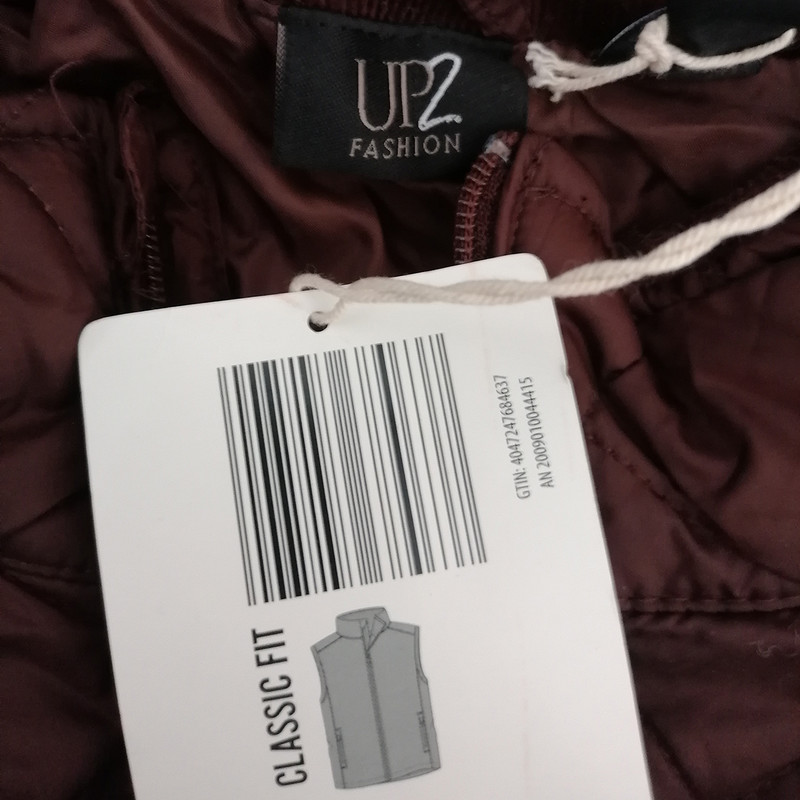 UP2
FASHION
GTIN: 4047247684637
AN 2009010044415
CLASSIC FIT